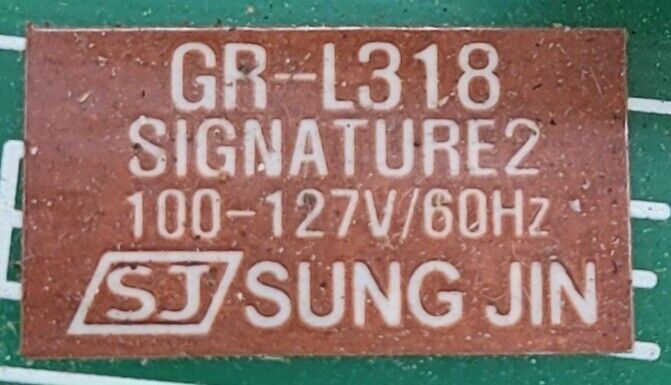 GR-L318
SIGNATURE2
100-127V/60Hz
SJ SUNG JIN